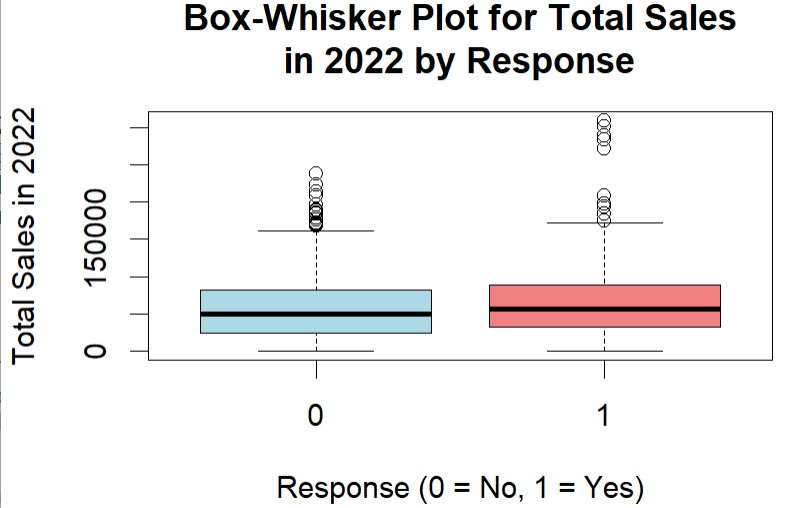 Box-Whisker Plot for Total Sales
in 2022 by Response
Total Sales in 2022
150000
0
0
1
Response (0 = No, 1 = Yes)